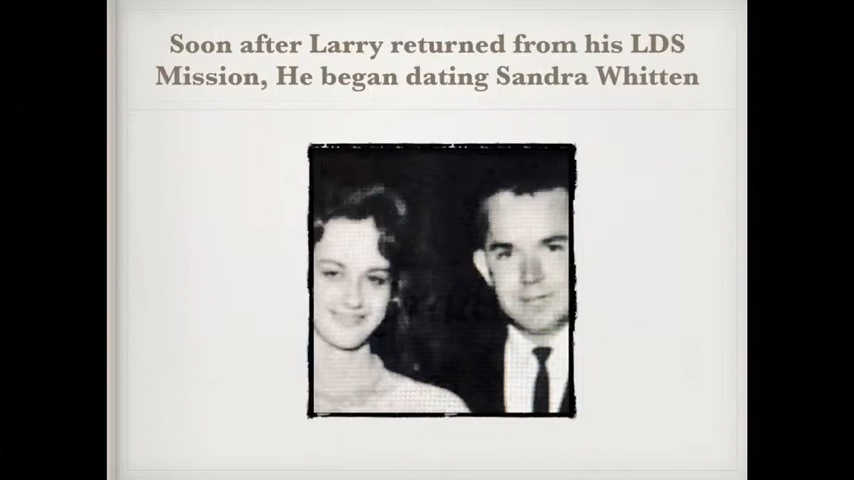 Soon after Larry returned from his LDS
Mission, He began dating Sandra Whitten